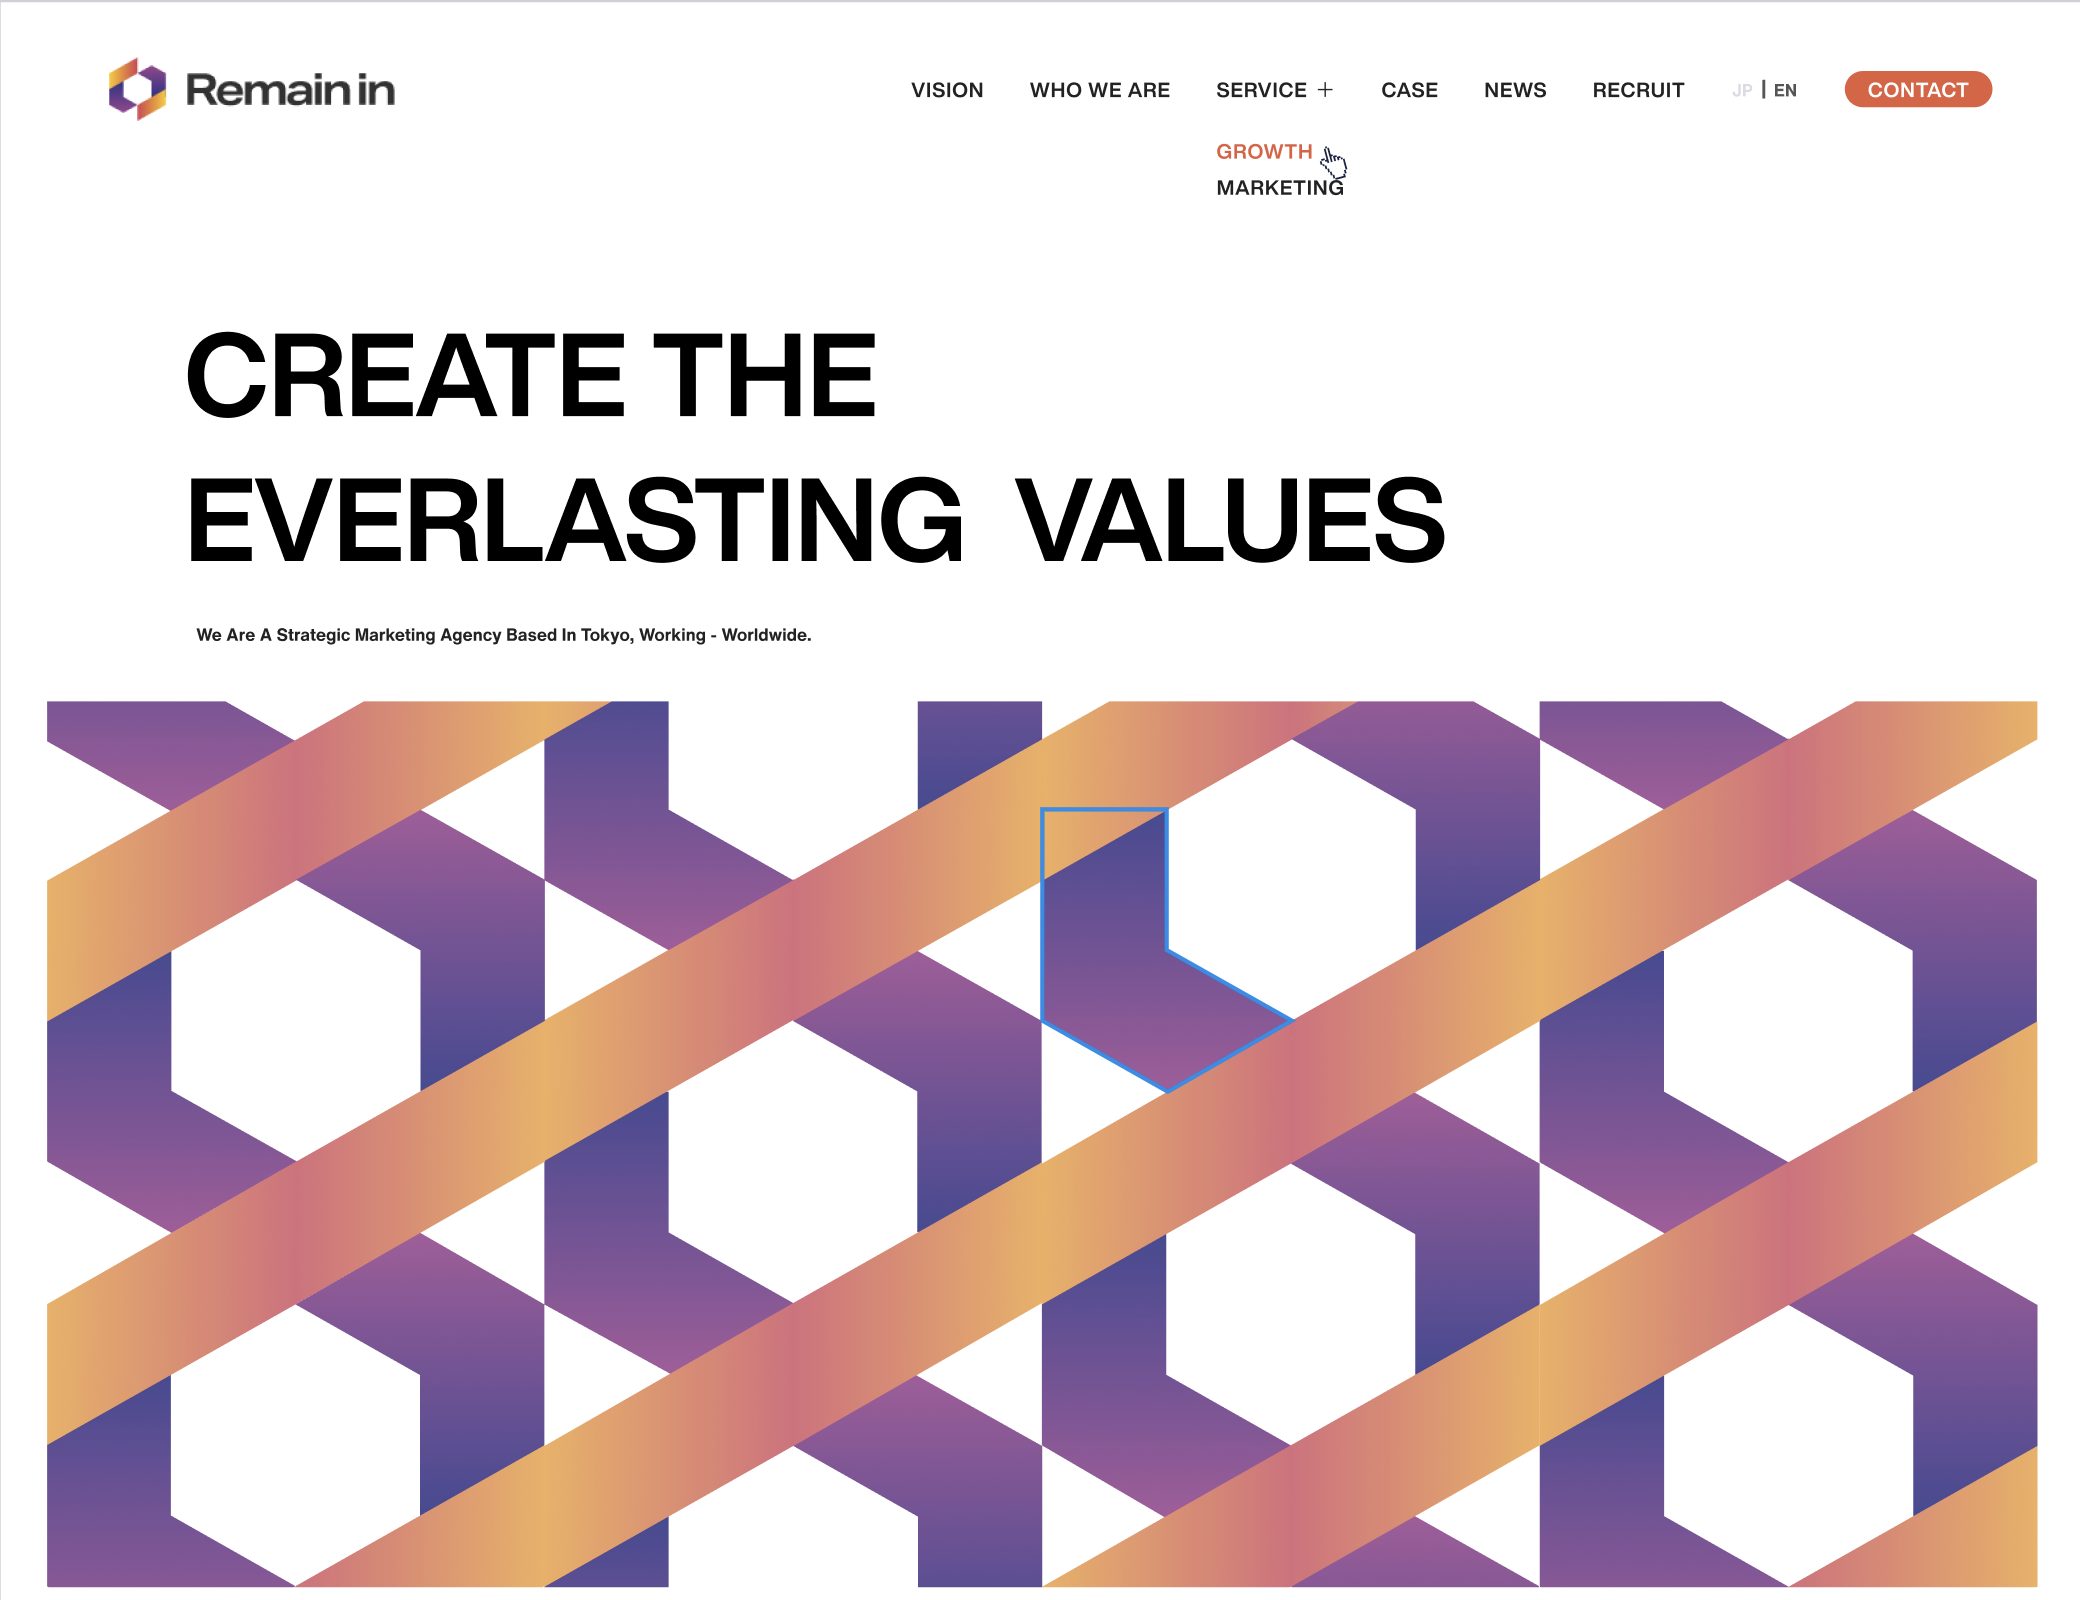 Remain in
VISION WHO WE ARE SERVICE + CASE NEWS RECRUIT JP | EN CONTACT
GROWTH
MARKETING
CREATE THE
EVERLASTING VALUES
We Are A Strategic Marketing Agency Based In Tokyo, Working - Worldwide.